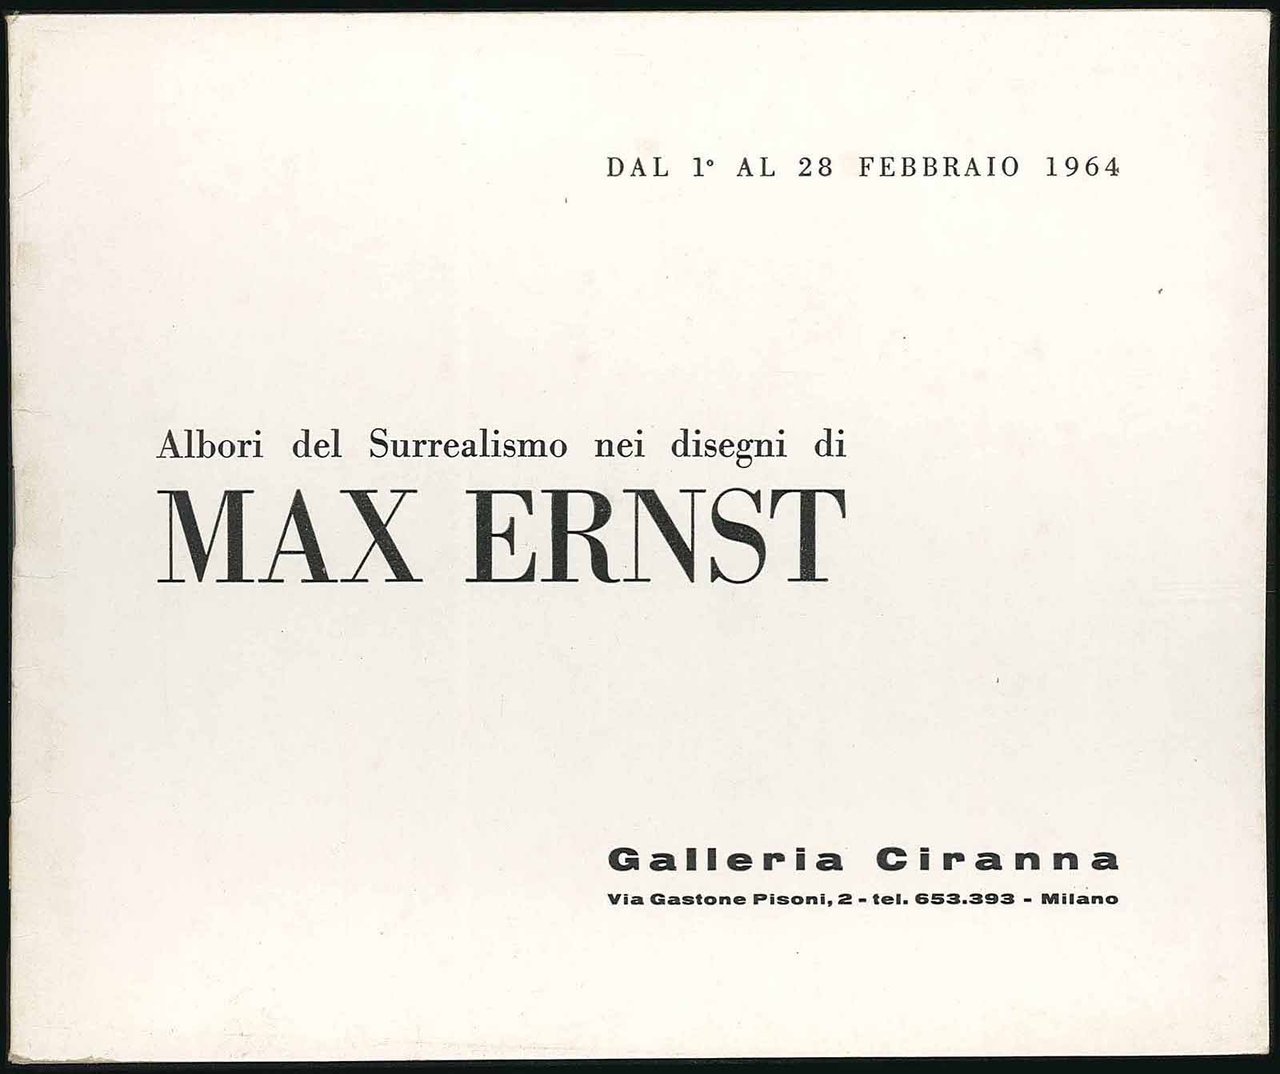 DAL 1° AL 28 FEBBRAIO 1964
Albori del Surrealismo nei disegni di
MAX ERNST
Galleria Ciranna
Via Gastone Pisoni, 2 - tel. 653.393 - Milano